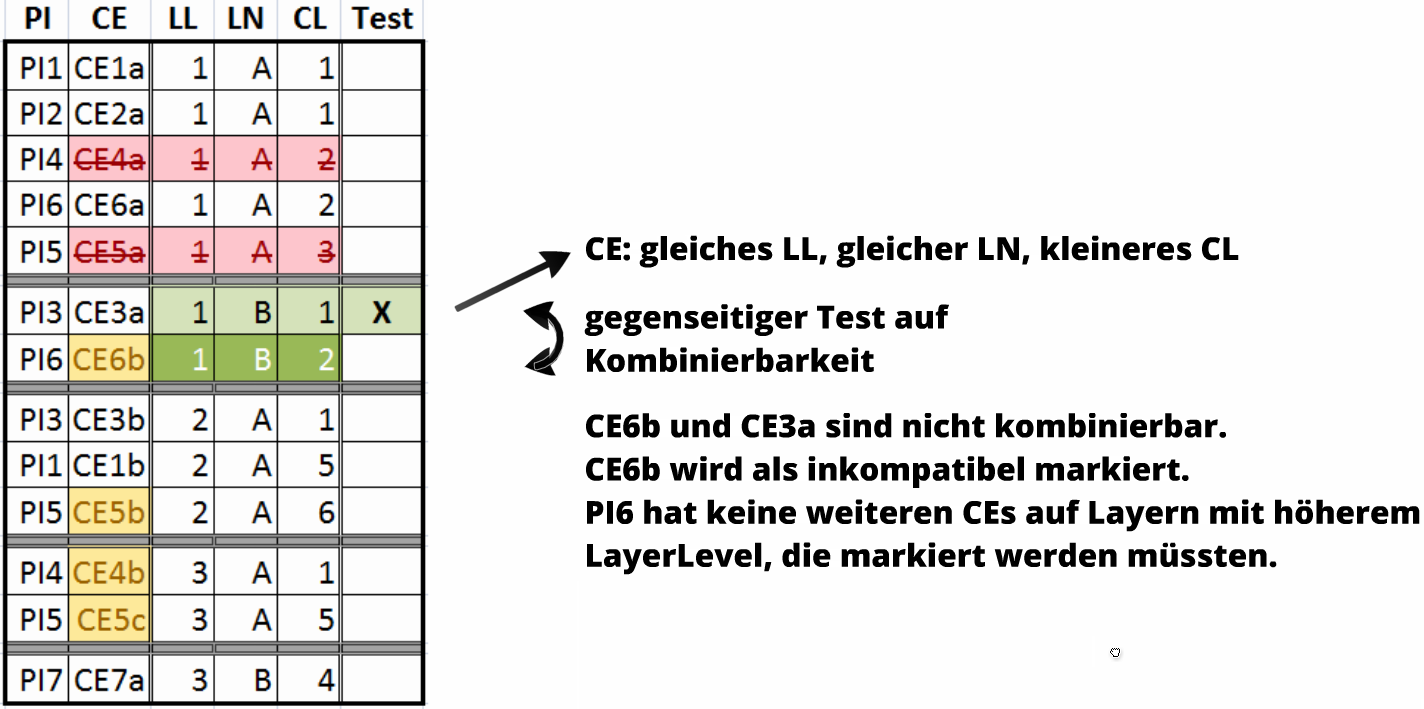 PI CE LL LN CL Test
PI1 CE1a 1 A 1
PI2 CE2a 1 A 1
PI4 CE4a 1 A 2
PI6 CE6a 1 A 2
PI5 CE5a 1 A 3
PI3 CE3a 1 B 1 X
PI6 CE6b 1 B 2
PI3 CE3b 2 A 1
PI1 CE1b 2 A 5
PI5 CE5b 2 A 6
PI4 CE4b 3 A 1
PI5 CE5c 3 A 5
PI7 CE7a 3 B 4
CE: gleiches LL, gleicher LN, kleineres CL
gegenseitiger Test auf
Kombinierbarkeit
CE6b und CE3a sind nicht kombinierbar.
CE6b wird als inkompatibel markiert.
PI6 hat keine weiteren CEs auf Layern mit höherem
LayerLevel, die markiert werden müssten.